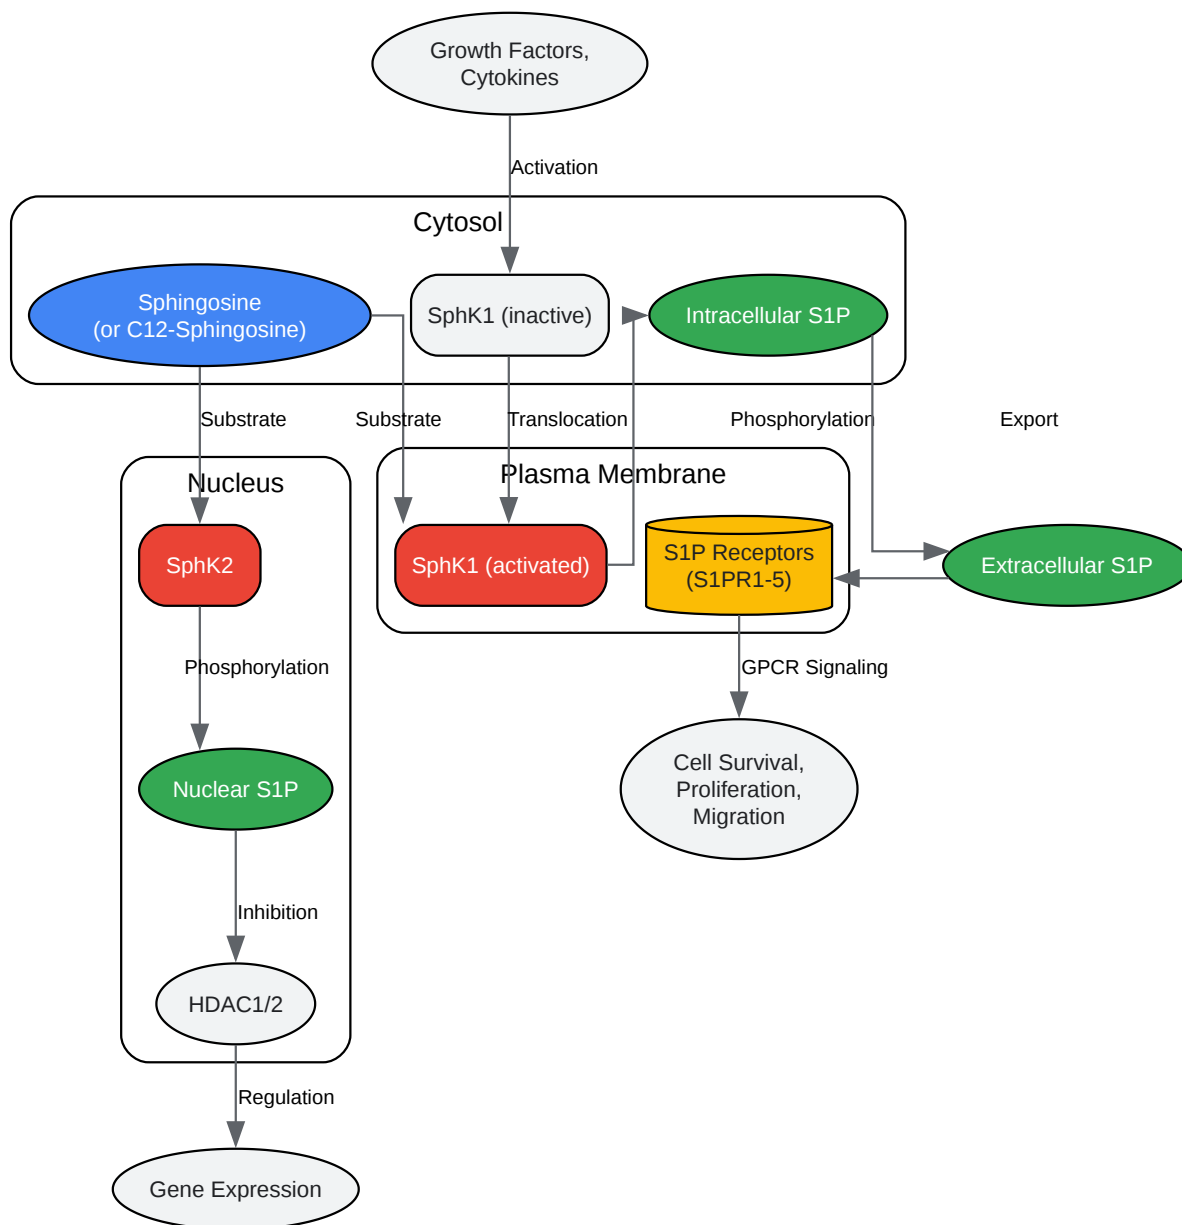 Growth Factors,
Cytokines
Activation
Cytosol
Sphingosine
(or C12-Sphingosine)
SphK1 (inactive)
Intracellular S1P
Substrate
Substrate
Translocation
Phosphorylation
Export
Nucleus
Plasma Membrane
SphK2
SphK1 (activated)
S1P Receptors
(S1PR1-5)
Extracellular S1P
Phosphorylation
GPCR Signaling
Nuclear S1P
Cell Survival,
Proliferation,
Migration
Inhibition
HDAC1/2
Regulation
Gene Expression